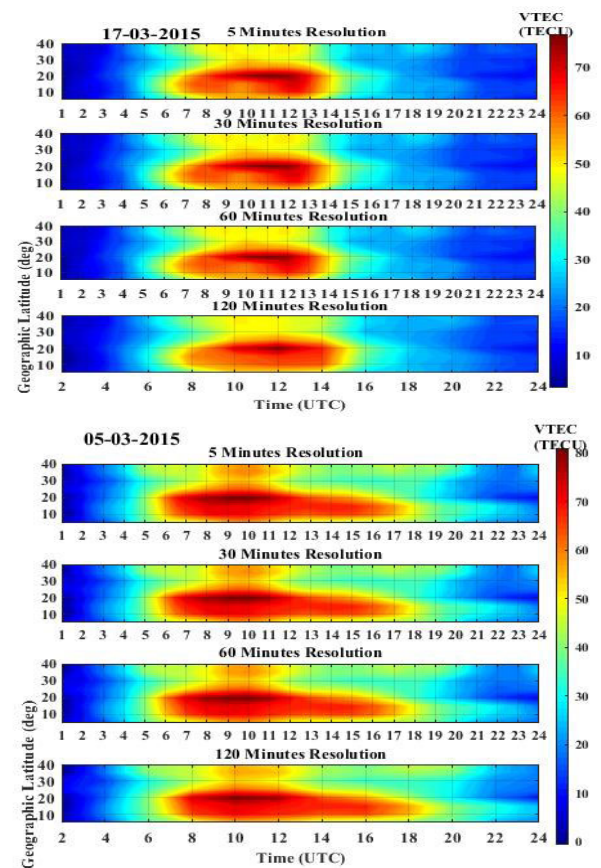 17-03-2015
VTEC
(TECU)
5 Minutes Resolution
40
30
20
10
1 2 3 4 5 6 7 8 9 10 11 12 13 14 15 16 17 18 19 20 21 22 23 24
30 Minutes Resolution
40
30
20
10
1 2 3 4 5 6 7 8 9 10 11 12 13 14 15 16 17 18 19 20 21 22 23 24
60 Minutes Resolution
40
30
20
10
1 2 3 4 5 6 7 8 9 10 11 12 13 14 15 16 17 18 19 20 21 22 23 24
120 Minutes Resolution
40
30
20
10
2 4 6 8 10 12 14 16 18 20 22 24
Time (UTC)
Geographic Latitude (deg)
70
60
50
40
30
20
10
05-03-2015
VTEC
(TECU)
5 Minutes Resolution
40
30
20
10
1 2 3 4 5 6 7 8 9 10 11 12 13 14 15 16 17 18 19 20 21 22 23 24
30 Minutes Resolution
40
30
20
10
1 2 3 4 5 6 7 8 9 10 11 12 13 14 15 16 17 18 19 20 21 22 23 24
60 Minutes Resolution
40
30
20
10
1 2 3 4 5 6 7 8 9 10 11 12 13 14 15 16 17 18 19 20 21 22 23 24
120 Minutes Resolution
40
30
20
10
2 4 6 8 10 12 14 16 18 20 22 24
Time (UTC)
Geographic Latitude (deg)
80
70
60
50
40
30
20
10
0